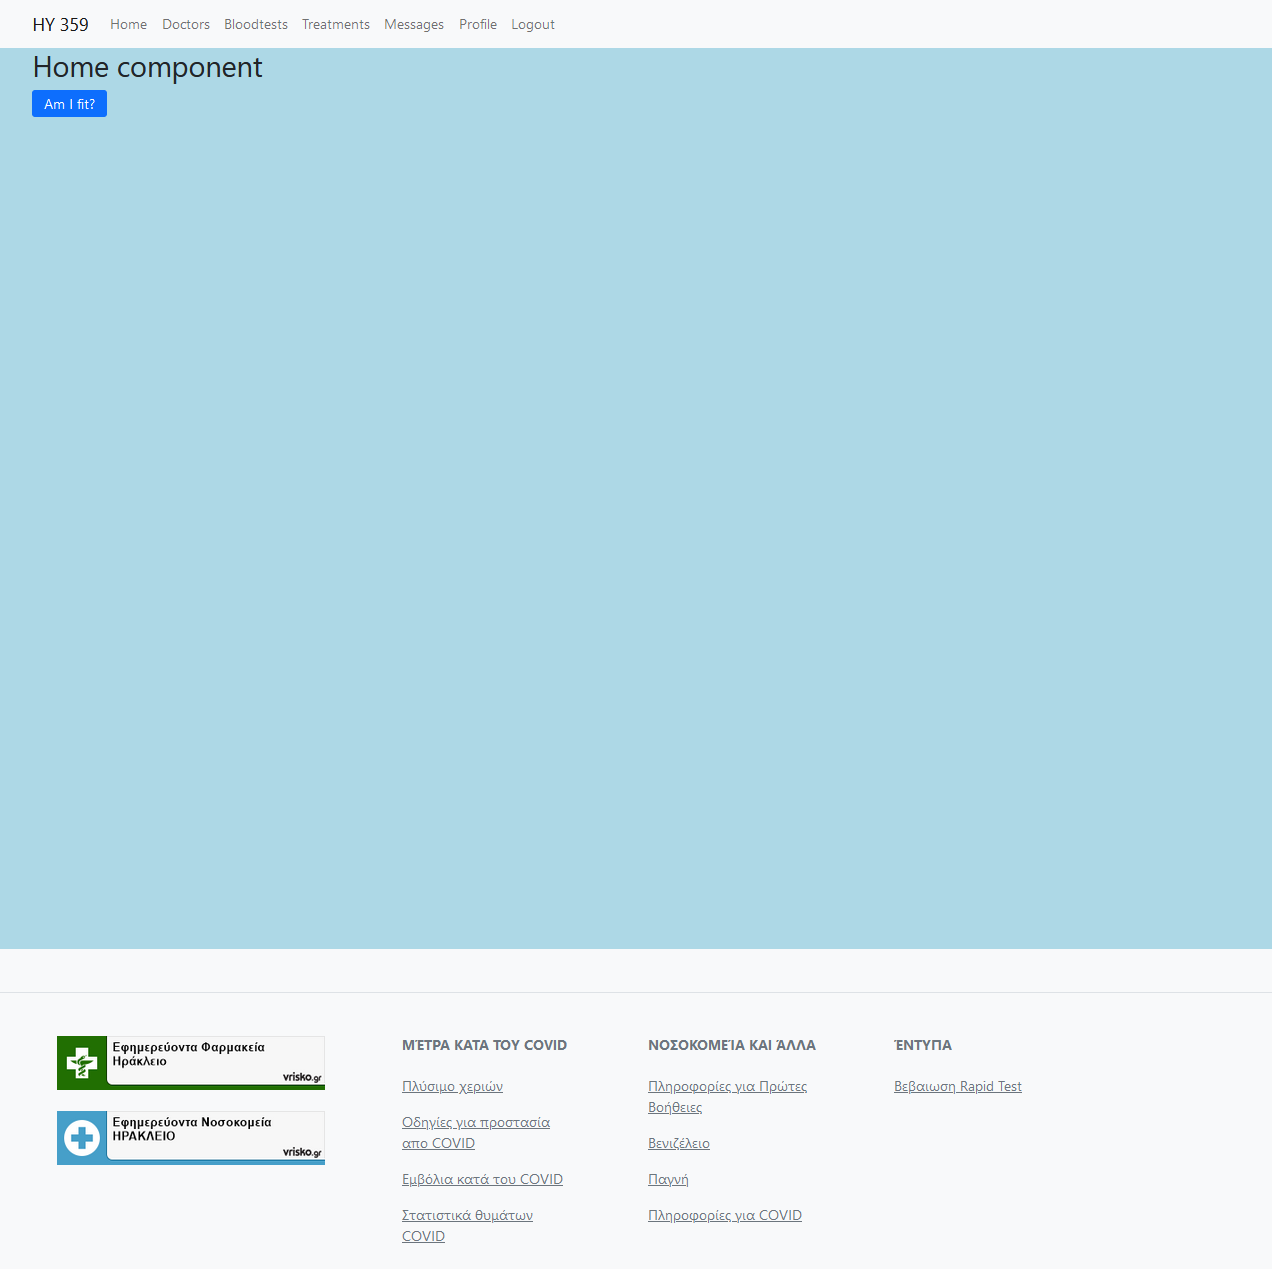 HY 359 Home Doctors Bloodtests Treatments Messages Profile Logout
Home component
Am I fit?
Εφημερεύοντα Φαρμακεία
Ηράκλειο
vrisko.gr
Εφημερεύοντα Νοσοκομεία
ΗΡΑΚΛΕΙΟ
vrisko.gr
ΜΈΤΡΑ ΚΑΤΑ ΤΟΥ COVID
Πλύσιμο χεριών
Οδηγίες για προστασία
απο COVID
Εμβόλια κατά του COVID
Στατιστικά θυμάτων
COVID
ΝΟΣΟΚΟΜΕΊΑ ΚΑΙ ΆΛΛΑ
Πληροφορίες για Πρώτες
Βοήθειες
Βενιζέλειο
Παγνή
Πληροφορίες για COVID
ΈΝΤΥΠΑ
Βεβαιωση Rapid Test